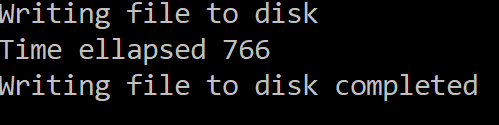 Writing file to disk
Time ellapsed 766
Writing file to disk completed